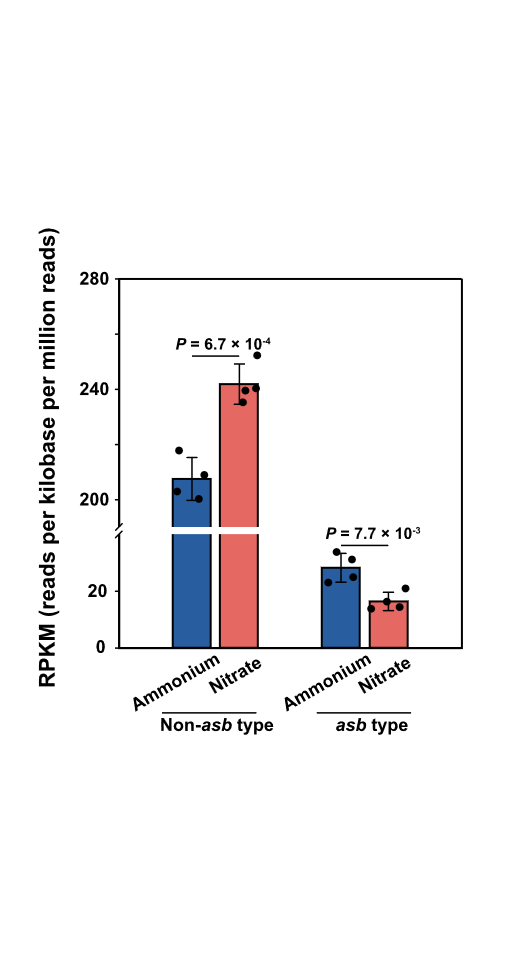 RPKM (reads per kilobase per million reads)
280
240
200
20
0
P = 6.7 × 10⁻⁴
P = 7.7 × 10⁻³
Ammonium
Nitrate
Ammonium
Nitrate
Non-asb type
asb type